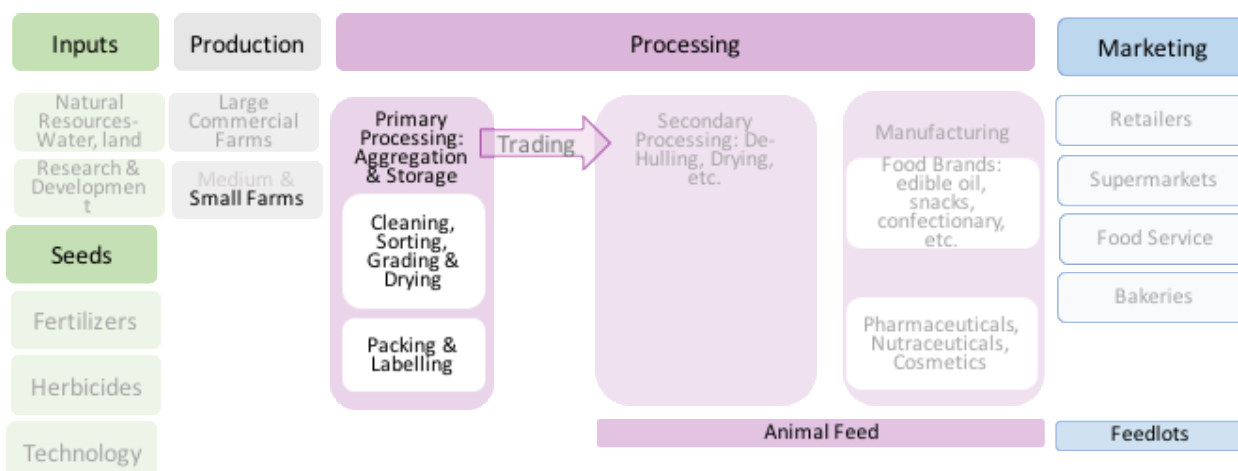 Inputs
Production
Processing
Marketing
Natural
Resources-
Water, land
Research &
Developmen
t
Seeds
Fertilizers
Herbicides
Technology
Large
Commercial
Farms
Medium &
Small Farms
Primary
Processing:
Aggregation
& Storage
Cleaning,
Sorting,
Grading &
Drying
Packing &
Labelling
Trading
Secondary
Processing: De-
Hulling, Drying,
etc.
Manufacturing
Food Brands:
edible oil,
snacks,
confectionary,
etc.
Pharmaceuticals,
Nutraceuticals,
Cosmetics
Animal Feed
Retailers
Supermarkets
Food Service
Bakeries
Feedlots